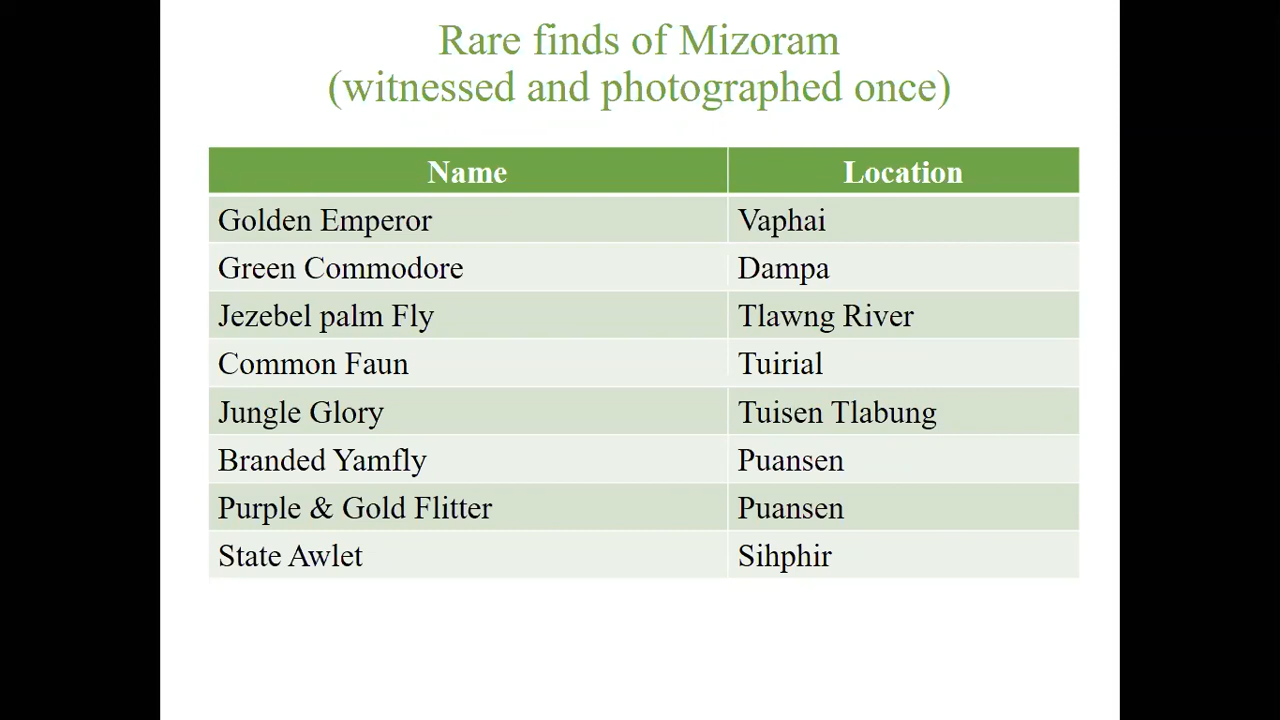 Rare finds of Mizoram
(witnessed and photographed once)
Name Location
Golden Emperor Vaphai
Green Commodore Dampa
Jezebel palm Fly Tlawng River
Common Faun Tuirial
Jungle Glory Tuisen Tlabung
Branded Yamfly Puansen
Purple & Gold Flitter Puansen
State Awlet Sihphir